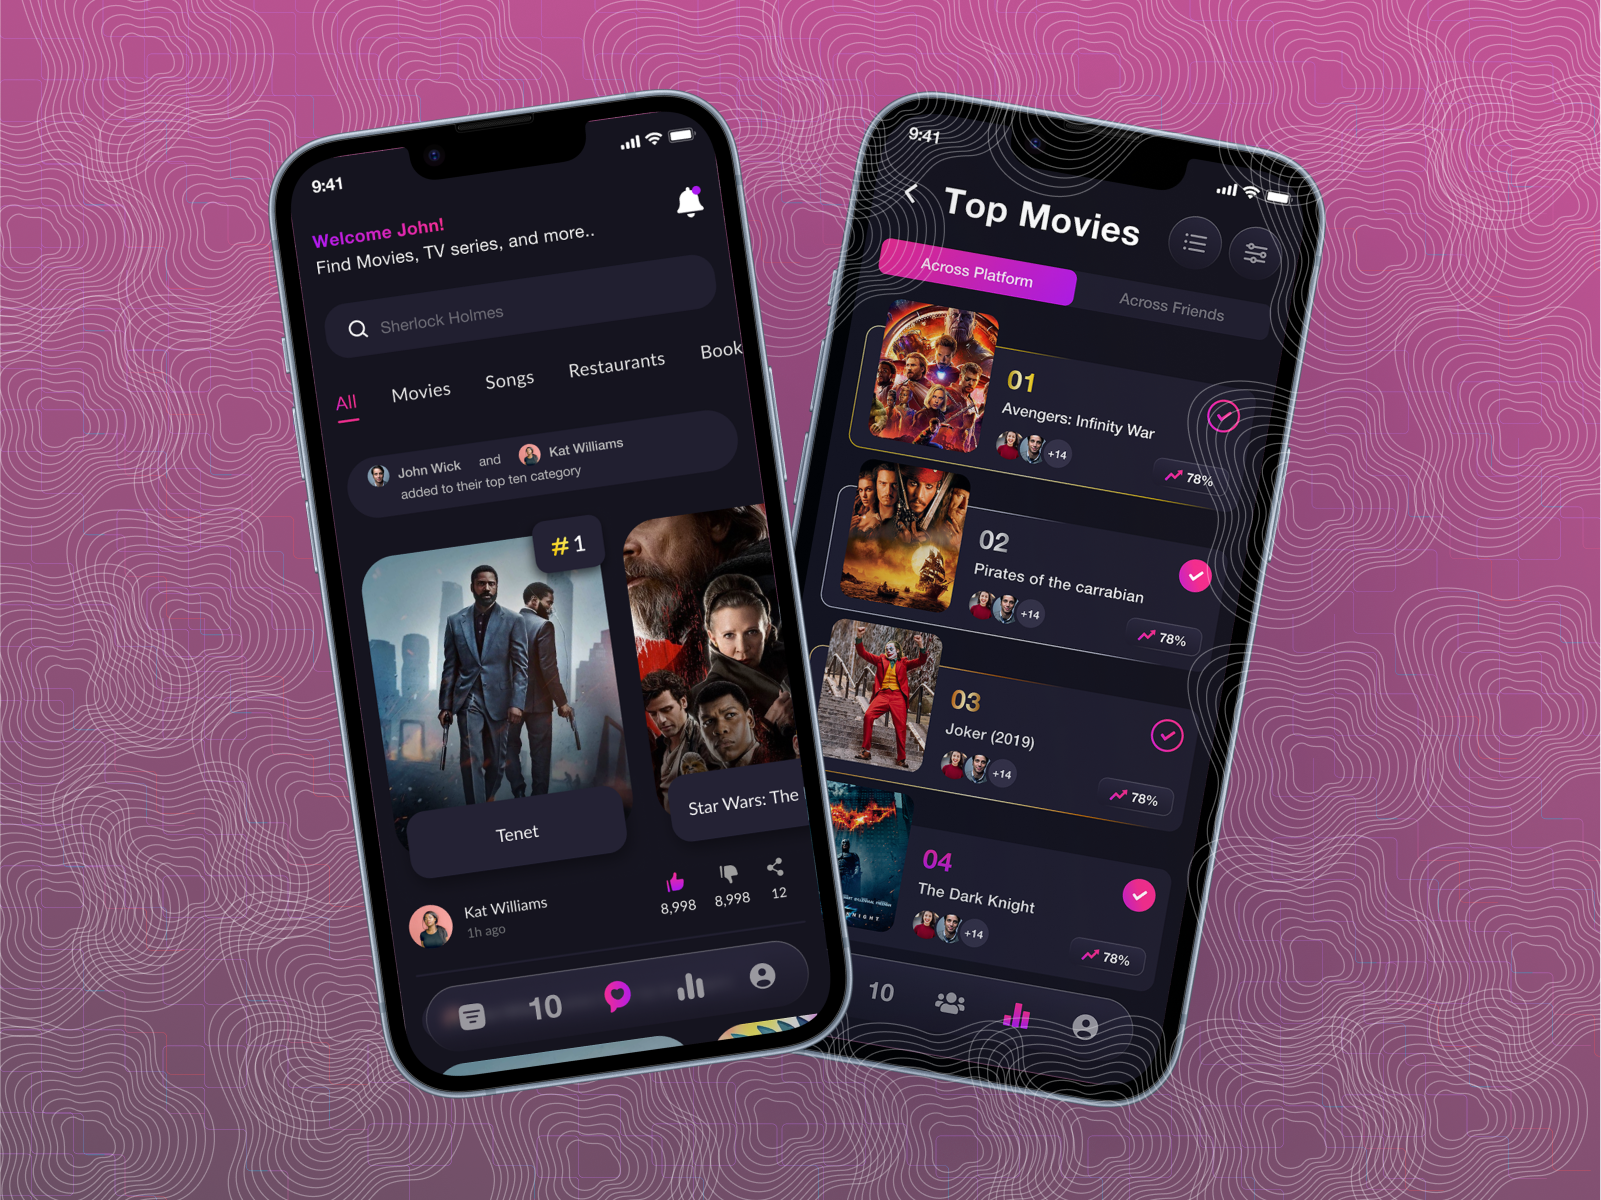 9:41
Welcome John!
Find Movies, TV series, and more..
Sherlock Holmes
All Movies Songs Restaurants Book
John Wick and Kat Williams
added to their top ten category
#1
Tenet
Star Wars: The
Kat Williams
1h ago
8,998 8,998 12
10
9:41
Top Movies
Across Platform Across Friends
01
Avengers: Infinity War
+14
78%
02
Pirates of the carrabian
+14
78%
03
Joker (2019)
+14
78%
04
The Dark Knight
+14
78%
NIGHT
10